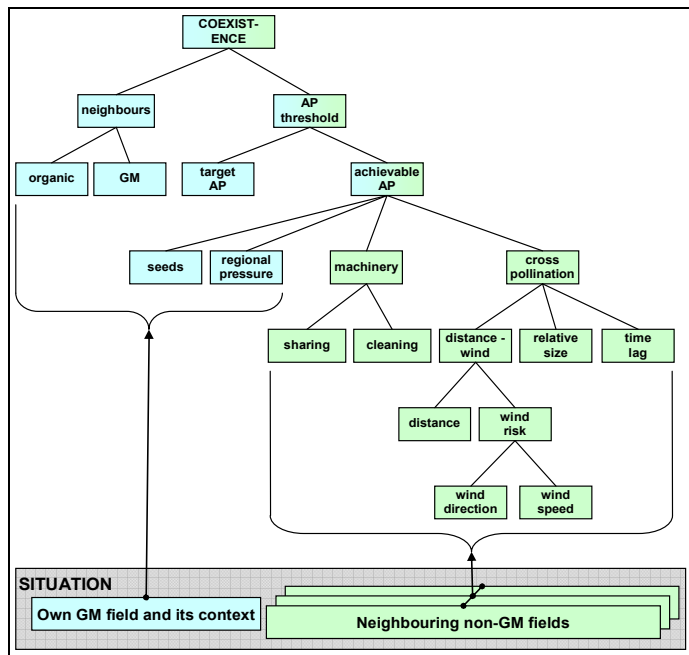 COEXIST-
ENCE
neighbours
AP
threshold
organic
GM
target
AP
achievable
AP
seeds
regional
pressure
machinery
cross
pollination
sharing
cleaning
distance -
wind
relative
size
time
lag
distance
wind
risk
wind
direction
wind
speed
SITUATION
Own GM field and its context
Neighbouring non-GM fields